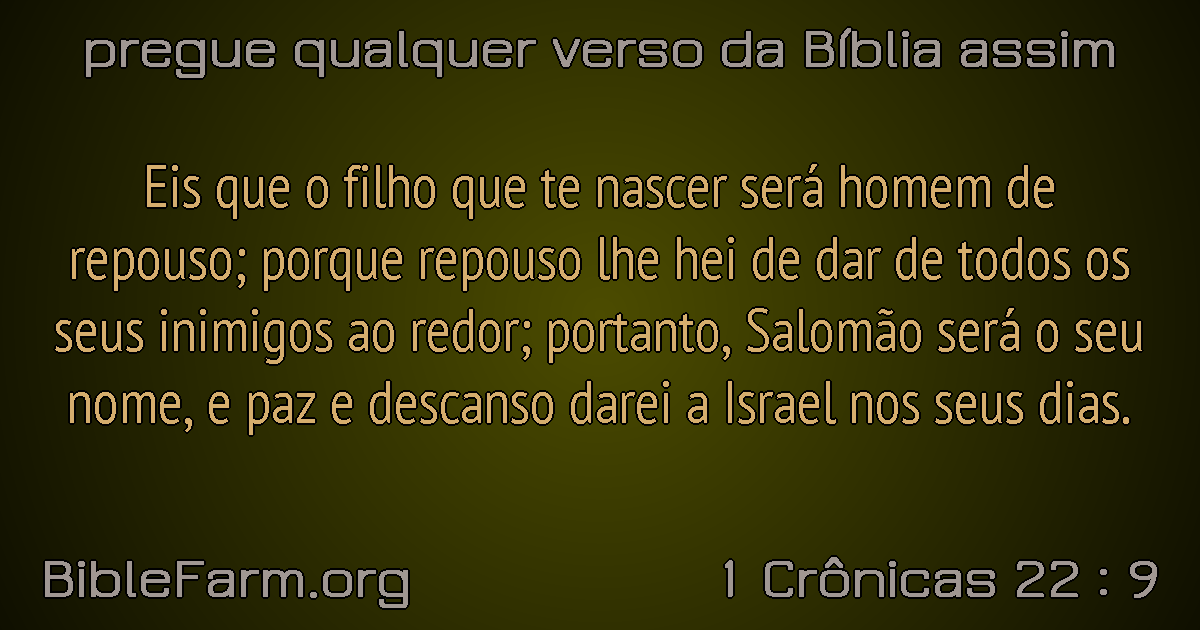 pregue qualquer verso da Bíblia assim
Eis que o filho que te nascer será homem de
repouso; porque repouso lhe hei de dar de todos os
seus inimigos ao redor; portanto, Salomão será o seu
nome, e paz e descanso darei a Israel nos seus dias.
BibleFarm.org
1 Crônicas 22 : 9